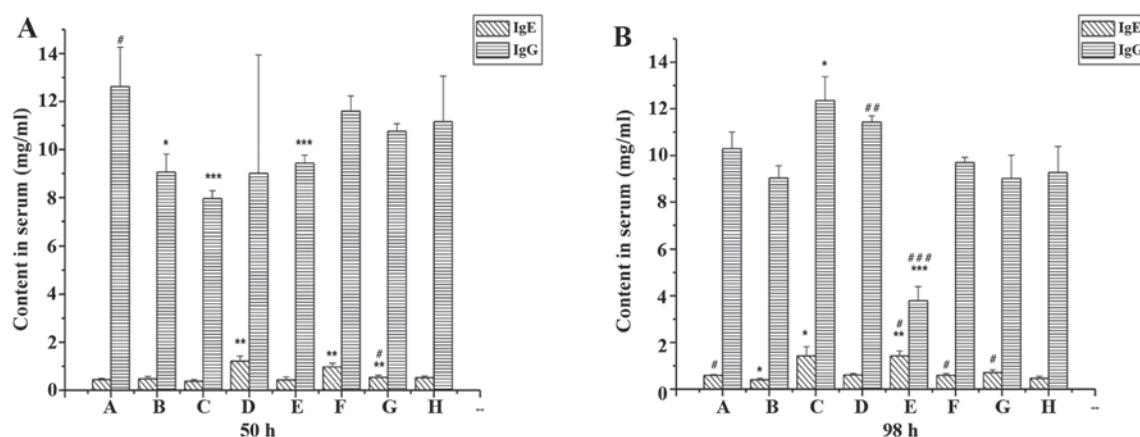 A
IgE
IgG
Content in serum (mg/ml)
14
12
10
8
6
4
2
0
#
*
***
**
***
**
#
**
A B C D E F G H --
50 h
B
IgE
IgG
Content in serum (mg/ml)
14
12
10
8
6
4
2
0
#
*
*
*
##
###
***
#
**
#
#
A B C D E F G H --
98 h